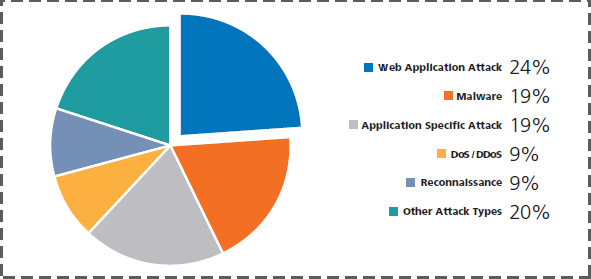 Web Application Attack 24%
Malware 19%
Application Specific Attack 19%
DoS/DDoS 9%
Reconnaissance 9%
Other Attack Types 20%